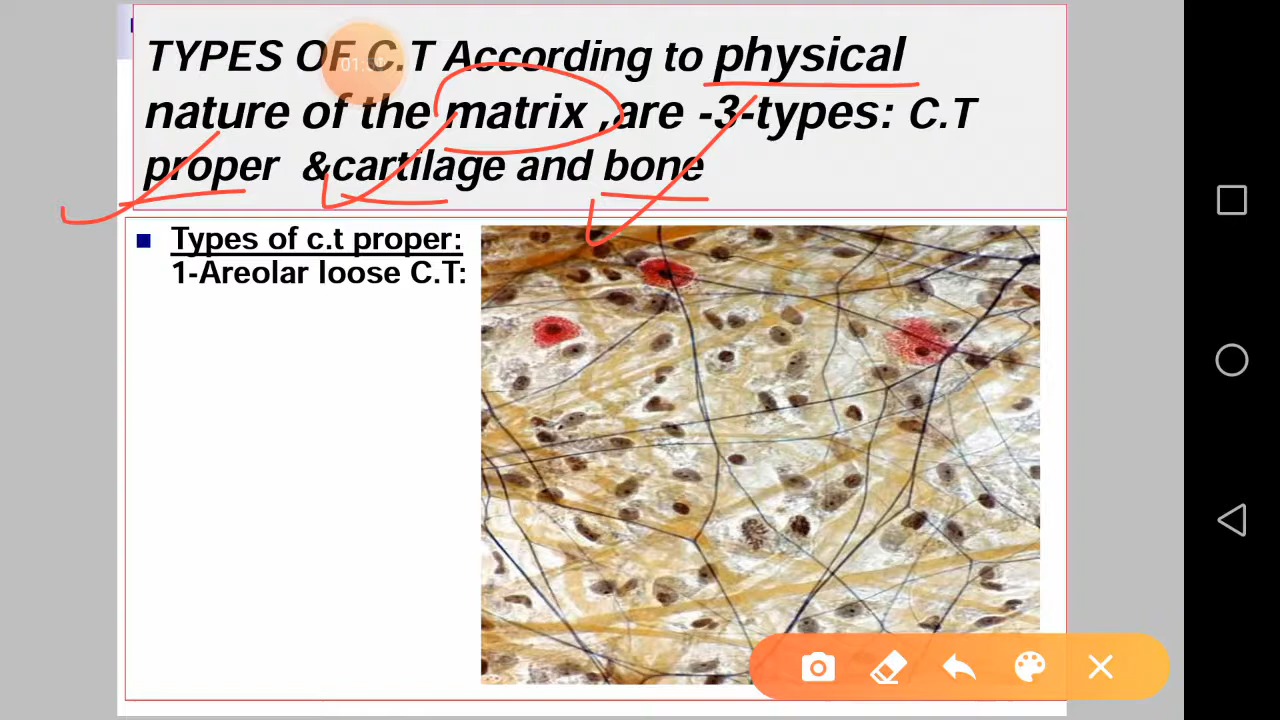 TYPES OF C.T According to physical
nature of the matrix ,are -3-types: C.T
proper &cartilage and bone
Types of c.t proper:
1-Areolar loose C.T: